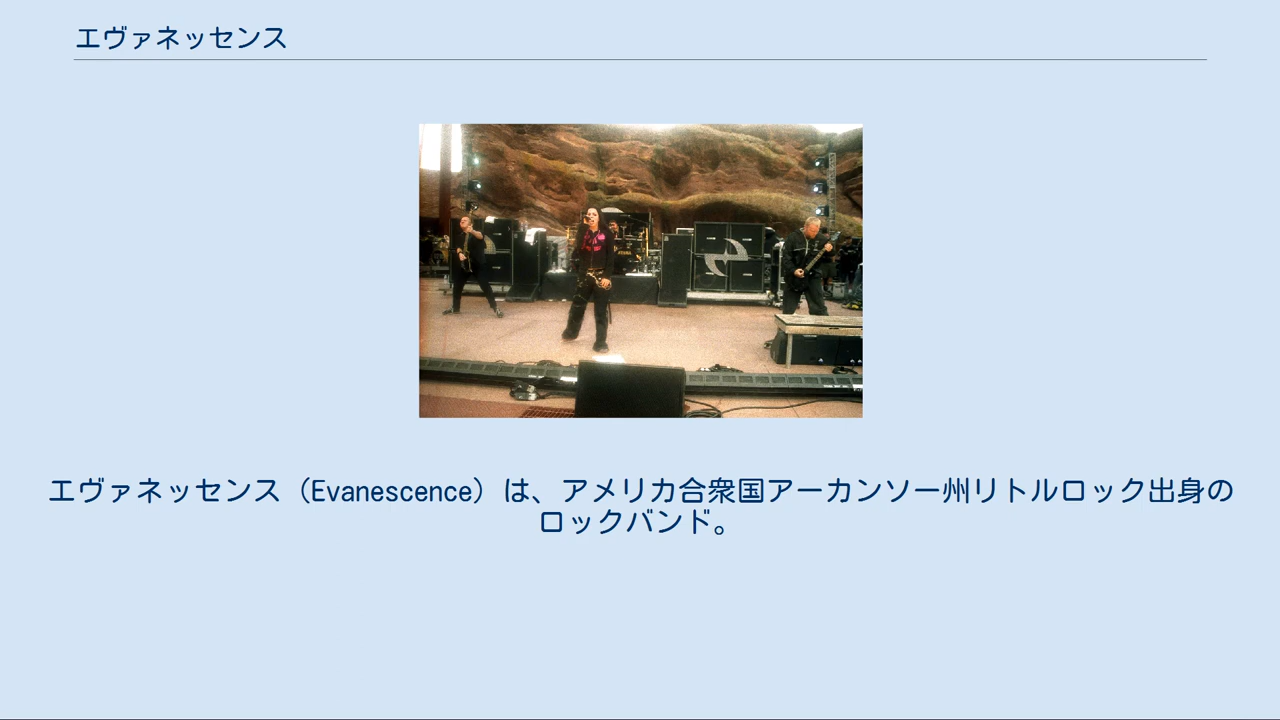 エヴァネッセンス
エヴァネッセンス（Evanescence）は、アメリカ合衆国アーカンソー州リトルロック出身の
ロックバンド。